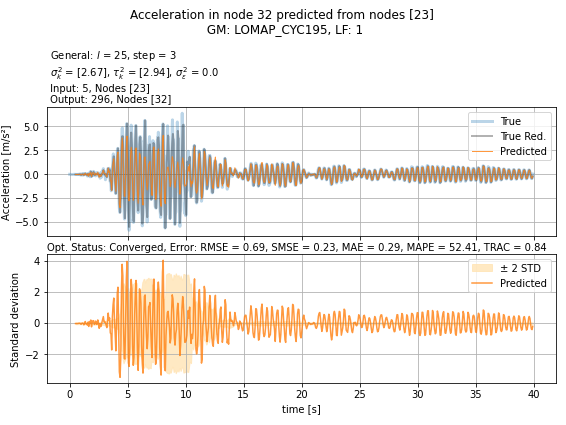 Acceleration in node 32 predicted from nodes [23]
GM: LOMAP_CYC195, LF: 1
General: l = 25, step = 3
σ²ₖ = [2.67], τ²ₖ = [2.94], σ²ε = 0.0
Input: 5, Nodes [23]
Output: 296, Nodes [32]
Acceleration [m/s²]
5.0
2.5
0.0
−2.5
−5.0
True
True Red.
Predicted
Opt. Status: Converged, Error: RMSE = 0.69, SMSE = 0.23, MAE = 0.29, MAPE = 52.41, TRAC = 0.84
Standard deviation
4
2
0
−2
± 2 STD
Predicted
0 5 10 15 20 25 30 35 40
time [s]